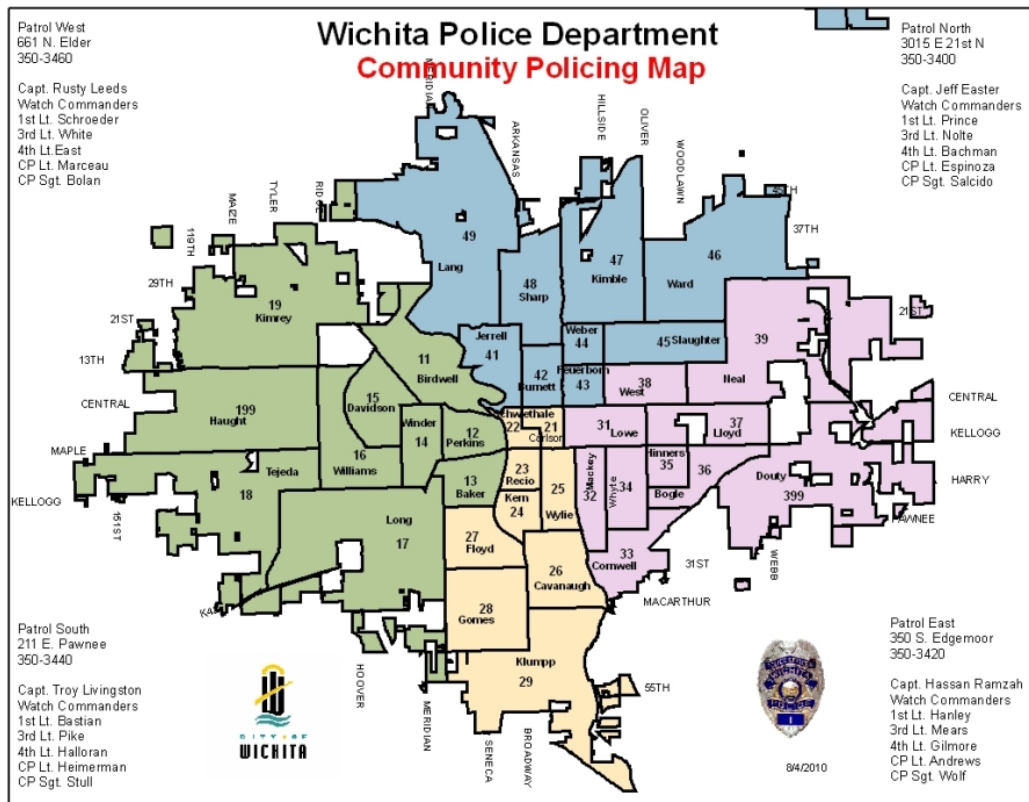 Wichita Police Department
Community Policing Map
Patrol West
661 N. Elder
350-3460
Capt. Rusty Leeds
Watch Commanders
1st Lt. Schroeder
3rd Lt. White
4th Lt.East
CP Lt. Marceau
CP Sgt. Bolan
Patrol North
3015 E 21st N
350-3400
Capt. Jeff Easter
Watch Commanders
1st Lt. Prince
3rd Lt. Nolte
4th Lt. Bachman
CP Lt. Espinoza
CP Sgt. Salcido
MERIDIAN
ARKANSAS
HILLSIDE
OLIVER
WOODLAWN
45TH
37TH
RIDGE
TYLER
MAIZE
119TH
29TH
21ST
13TH
CENTRAL
MAPLE
KELLOGG
151ST
21ST
CENTRAL
KELLOGG
HARRY
PAWNEE
WEBB
31ST
MACARTHUR
55TH
HOOVER
MERIDIAN
SENECA
BROADWAY
49
Lang
48
Sharp
47
Kimble
46
Ward
19
Kimrey
11
Birdwell
Jerrell
41
42
Burnett
Weber
44
45 Slaughter
Feuerborn
43
39
Neal
38
West
199
Haught
15
Davidson
Winder
14
12
Perkins
16
Williams
13
Baker
Tejeda
18
Long
17
22
21
Carlson
23
Recio
Kern
24
25
Wylie
27
Floyd
26
Cavanaugh
28
Gomes
Klumpp
29
31
Lowe
37
Lloyd
Mackey
32
Whyte
34
Hinners
35
36
Bogle
33
Cornwell
Douty
399
Patrol South
211 E. Pawnee
350-3440
Capt. Troy Livingston
Watch Commanders
1st Lt. Bastian
3rd Lt. Pike
4th Lt. Halloran
CP Lt. Heimerman
CP Sgt. Stull
CITY OF
WICHITA
WICHITA
POLICE
1
8/4/2010
Patrol East
350 S. Edgemoor
350-3420
Capt. Hassan Ramzah
Watch Commanders
1st Lt. Hanley
3rd Lt. Mears
4th Lt. Gilmore
CP Lt. Andrews
CP Sgt. Wolf